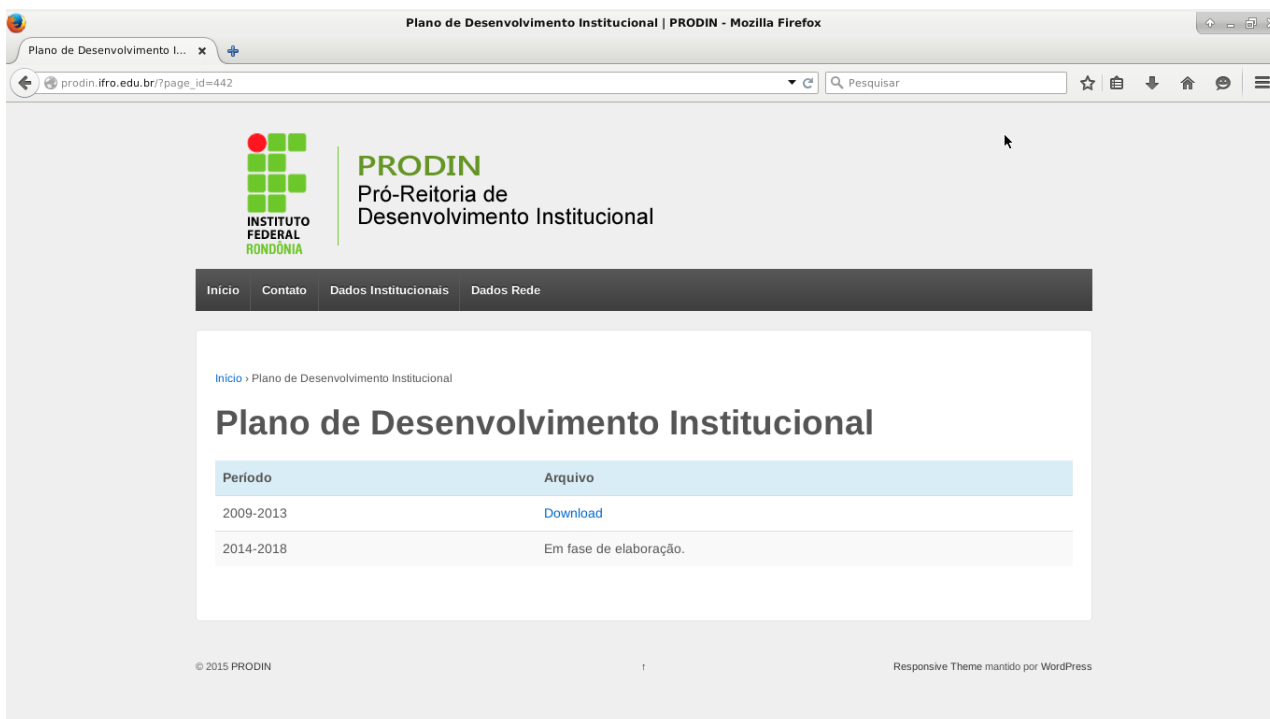 Plano de Desenvolvimento Institucional | PRODIN - Mozilla Firefox
Plano de Desenvolvimento I...
prodin.ifro.edu.br/?page_id=442
Pesquisar
INSTITUTO
FEDERAL
RONDÔNIA
PRODIN
Pró-Reitoria de
Desenvolvimento Institucional
Início Contato Dados Institucionais Dados Rede
Início › Plano de Desenvolvimento Institucional
Plano de Desenvolvimento Institucional
Período Arquivo
2009-2013 Download
2014-2018 Em fase de elaboração.
© 2015 PRODIN ↑ Responsive Theme mantido por WordPress